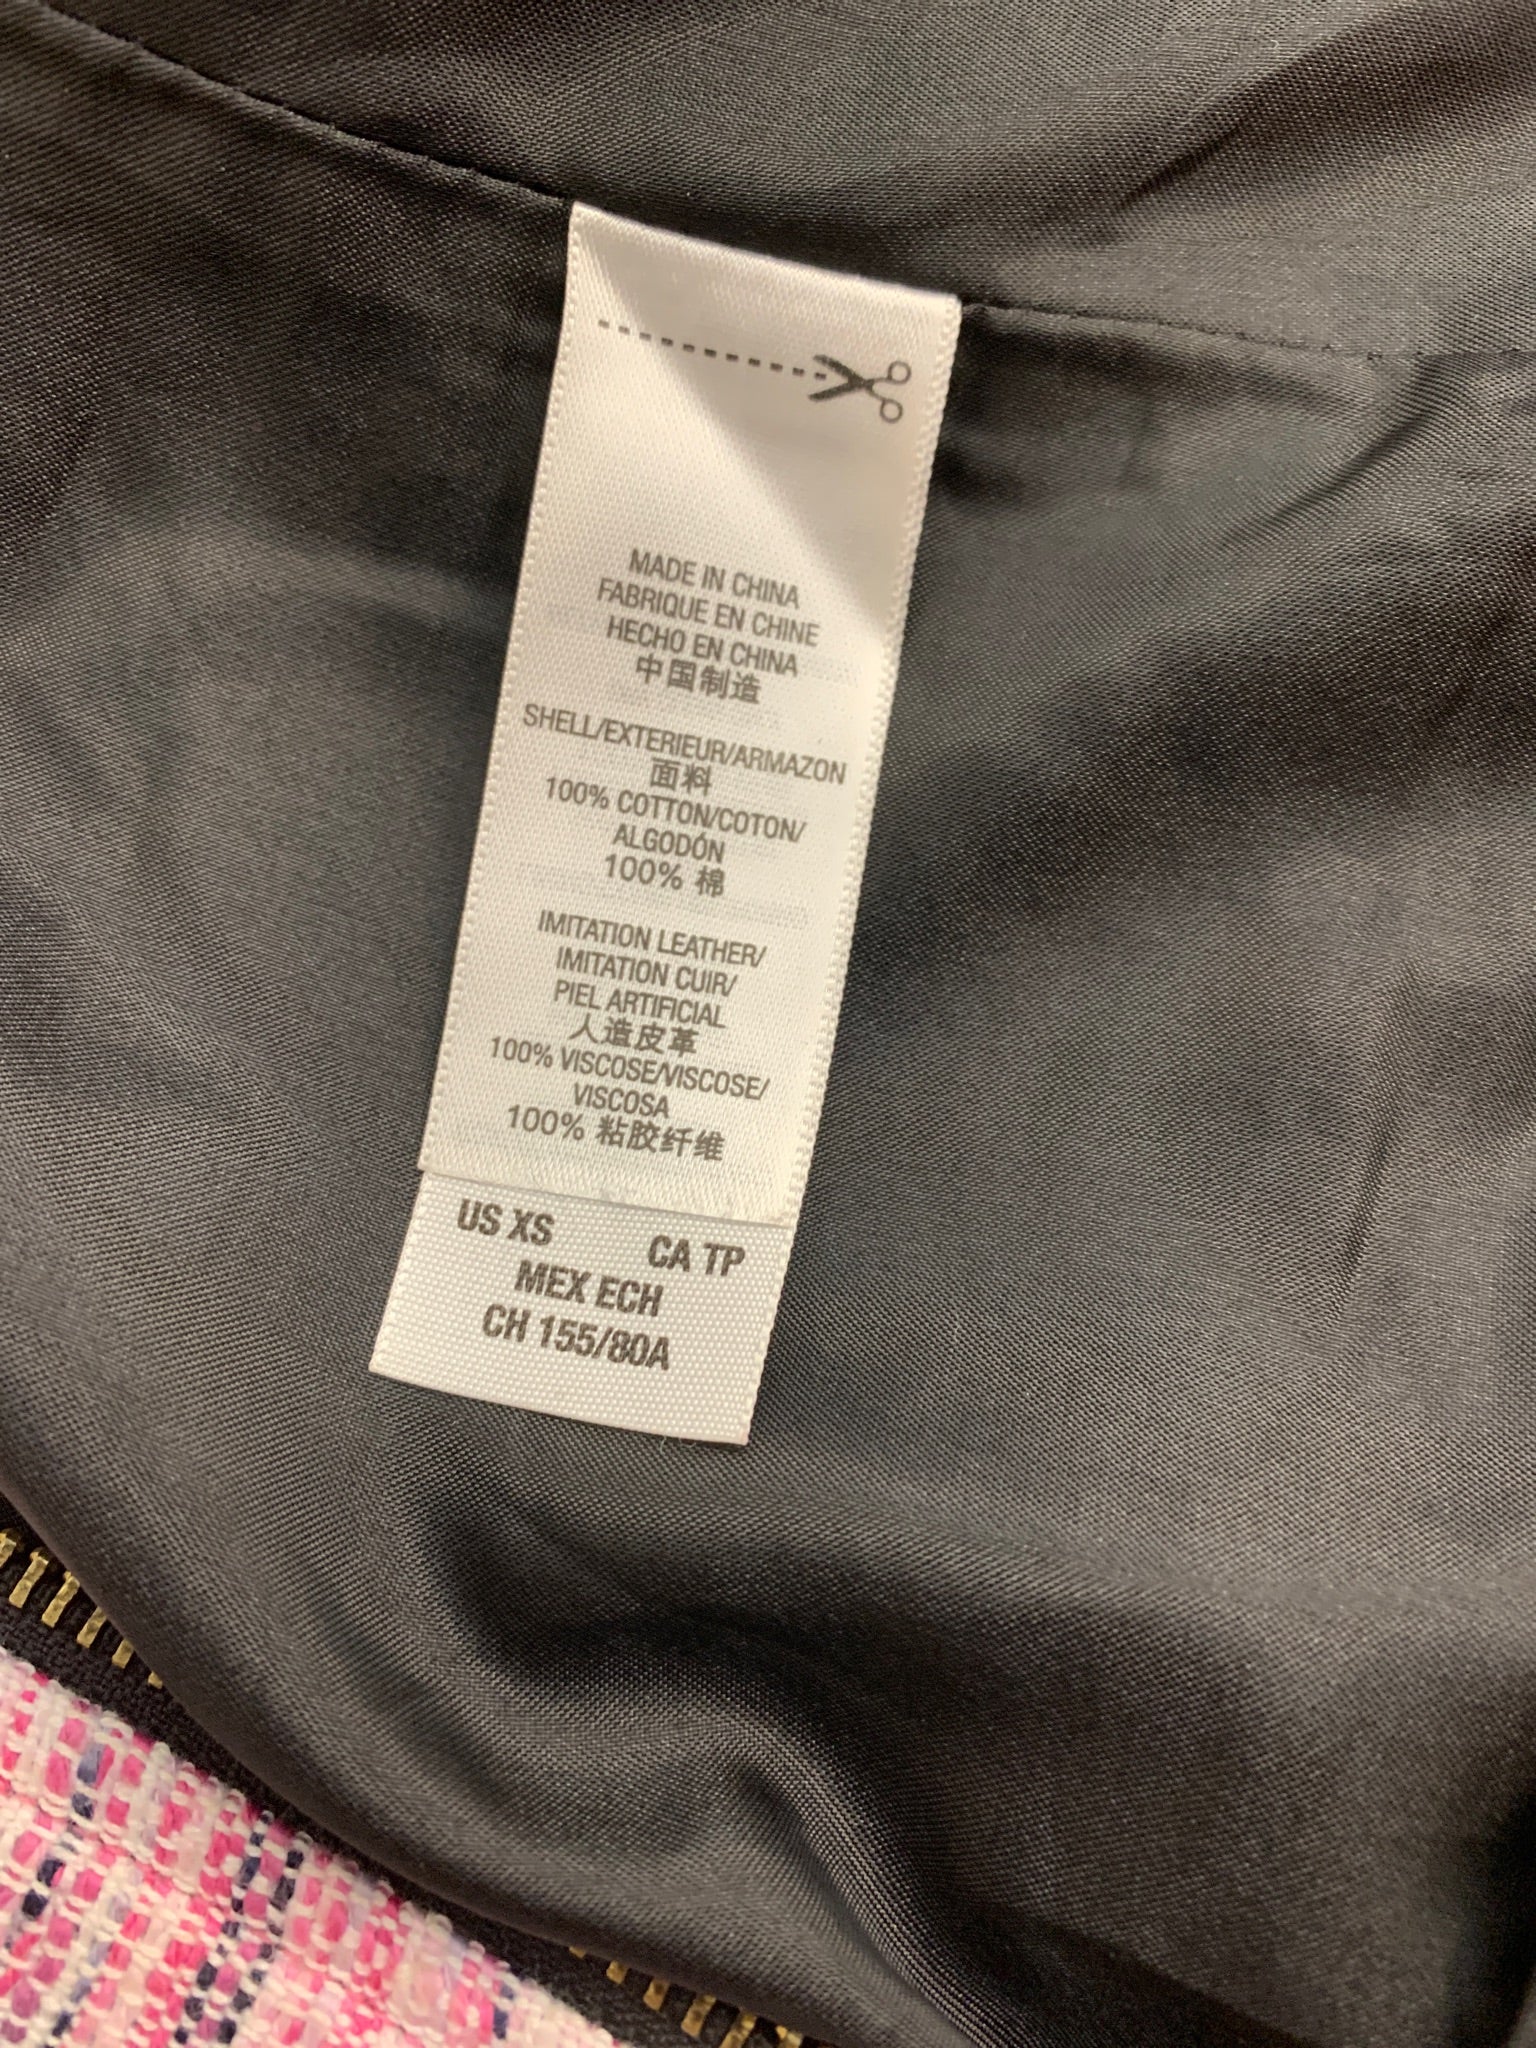 MADE IN CHINA
FABRIQUE EN CHINE
HECHO EN CHINA
中国制造
SHELL/EXTERIEUR/ARMAZON
面料
100% COTTON/COTON/
ALGODÓN
100% 棉
IMITATION LEATHER/
IMITATION CUIR/
PIEL ARTIFICIAL
人造皮革
100% VISCOSE/VISCOSE/
VISCOSA
100% 粘胶纤维
US XS CA TP
MEX ECH
CH 155/80A